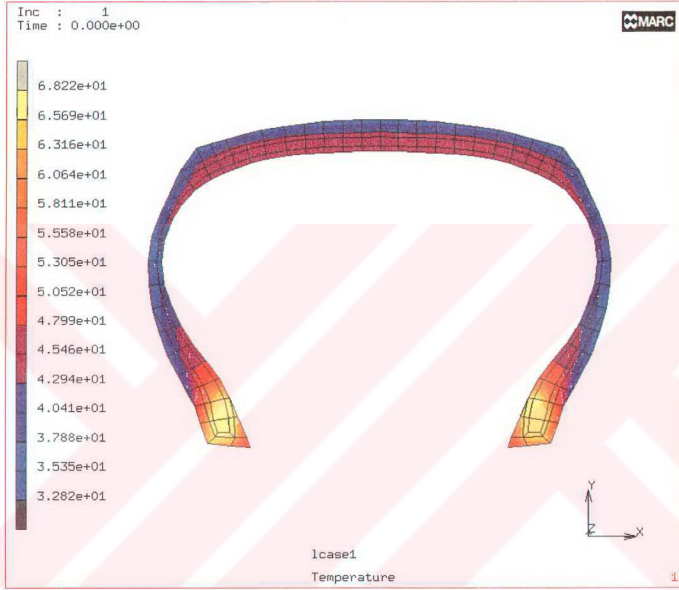 Inc : 1
Time : 0.000e+00
MARC
6.822e+01
6.569e+01
6.316e+01
6.064e+01
5.811e+01
5.558e+01
5.305e+01
5.052e+01
4.799e+01
4.546e+01
4.294e+01
4.041e+01
3.788e+01
3.535e+01
3.282e+01
Y
Z
X
lcase1
Temperature
1